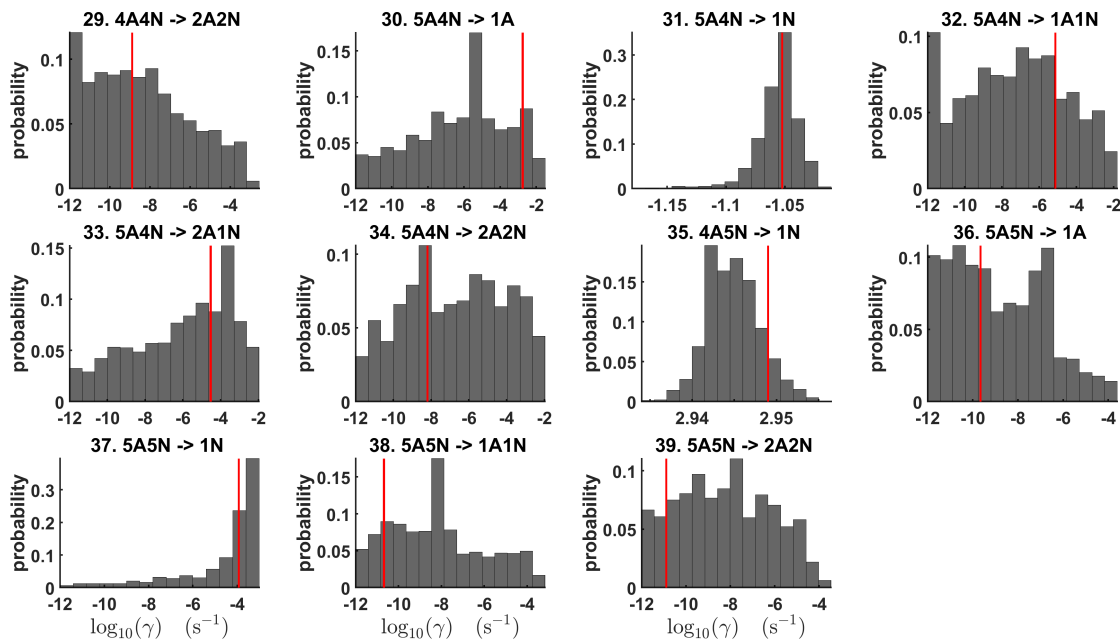 29. 4A4N -> 2A2N
probability
0.1
0.05
0
-12 -10 -8 -6 -4
30. 5A4N -> 1A
probability
0.15
0.1
0.05
0
-12 -10 -8 -6 -4 -2
31. 5A4N -> 1N
probability
0.3
0.2
0.1
0
-1.15 -1.1 -1.05
32. 5A4N -> 1A1N
probability
0.1
0.05
0
-12 -10 -8 -6 -4 -2
33. 5A4N -> 2A1N
probability
0.15
0.1
0.05
0
-12 -10 -8 -6 -4 -2
34. 5A4N -> 2A2N
probability
0.1
0.05
0
-12 -10 -8 -6 -4 -2
35. 4A5N -> 1N
probability
0.15
0.1
0.05
0
2.94 2.95
36. 5A5N -> 1A
probability
0.1
0.05
0
-12 -10 -8 -6 -4
37. 5A5N -> 1N
probability
0.3
0.2
0.1
0
-12 -10 -8 -6 -4
log₁₀(γ) (s⁻¹)
38. 5A5N -> 1A1N
probability
0.15
0.1
0.05
0
-12 -10 -8 -6 -4
log₁₀(γ) (s⁻¹)
39. 5A5N -> 2A2N
probability
0.1
0.05
0
-12 -10 -8 -6 -4
log₁₀(γ) (s⁻¹)